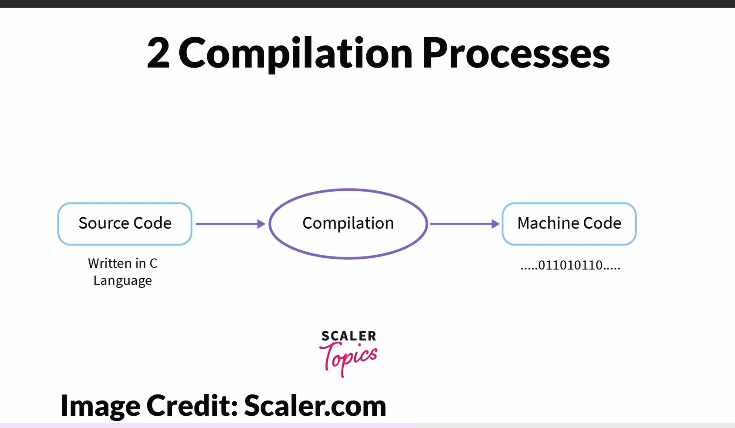 2 Compilation Processes
Source Code
Compilation
Machine Code
Written in C
Language
.....011010110.....
SCALER
Topics
Image Credit: Scaler.com